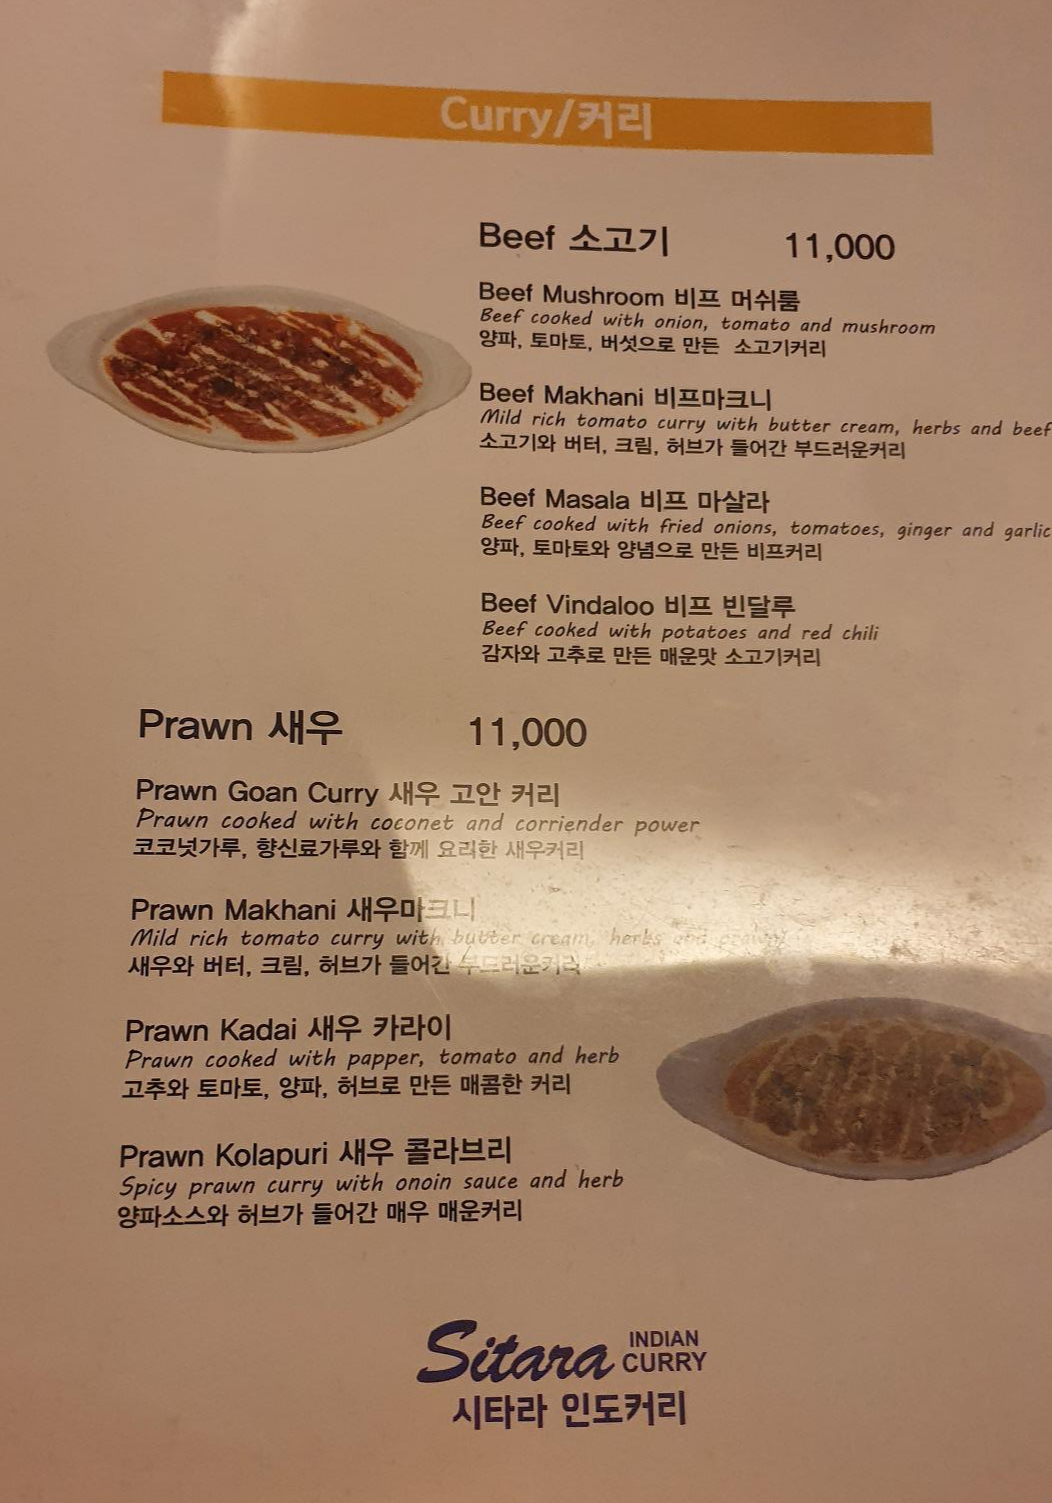 Curry/커리
Beef 소고기 11,000
Beef Mushroom 비프 머쉬룸
Beef cooked with onion, tomato and mushroom
양파, 토마토, 버섯으로 만든 소고기커리
Beef Makhani 비프마크니
Mild rich tomato curry with butter cream, herbs and beef
소고기와 버터, 크림, 허브가 들어간 부드러운커리
Beef Masala 비프 마살라
Beef cooked with fried onions, tomatoes, ginger and garlic
양파, 토마토와 양념으로 만든 비프커리
Beef Vindaloo 비프 빈달루
Beef cooked with potatoes and red chili
감자와 고추로 만든 매운맛 소고기커리
Prawn 새우 11,000
Prawn Goan Curry 새우 고안 커리
Prawn cooked with coconet and corriender power
코코넛가루, 향신료가루와 함께 요리한 새우커리
Prawn Makhani 새우마크니
Mild rich tomato curry with butter cream, herbs and prawn
새우와 버터, 크림, 허브가 들어간 부드러운커리
Prawn Kadai 새우 카라이
Prawn cooked with papper, tomato and herb
고추와 토마토, 양파, 허브로 만든 매콤한 커리
Prawn Kolapuri 새우 콜라브리
Spicy prawn curry with onoin sauce and herb
양파소스와 허브가 들어간 매우 매운커리
Sitara INDIAN CURRY
시타라 인도커리